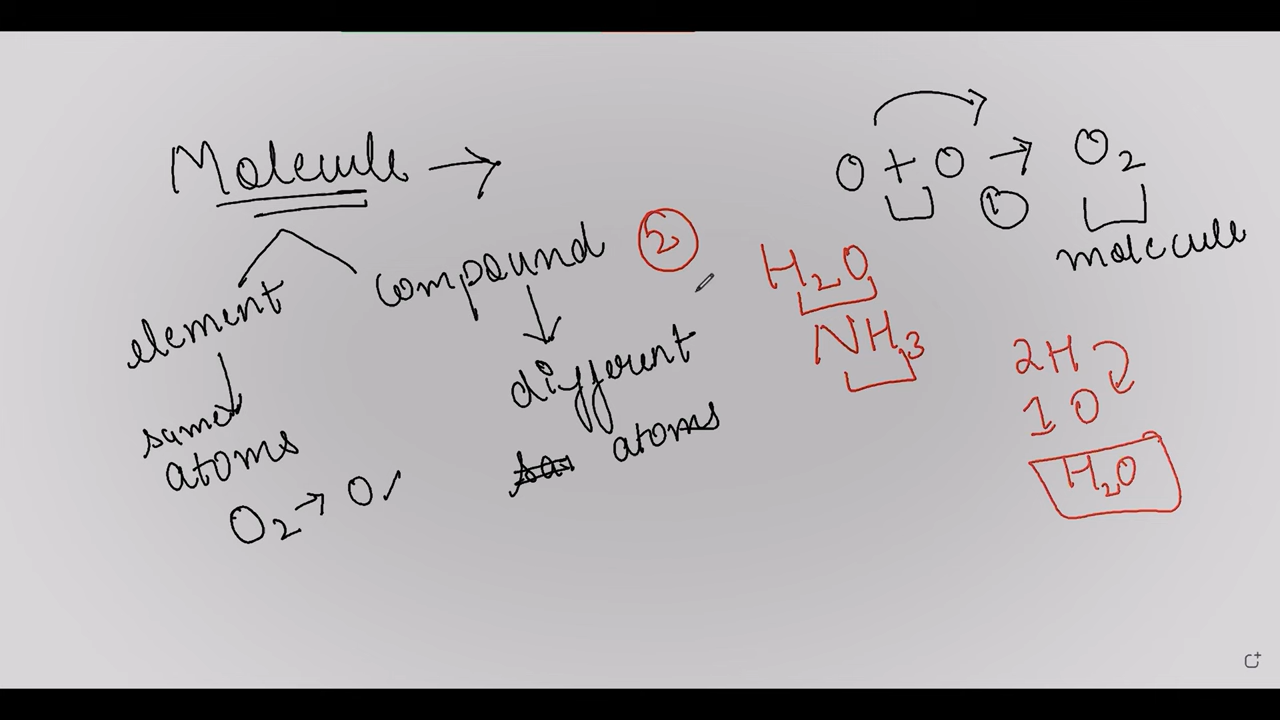 Molecule →
element
same
atoms
O2 → O
compound
different
atoms
2
O + O → O2
1
molecule
H2O
NH3
2H
1 O
H2O